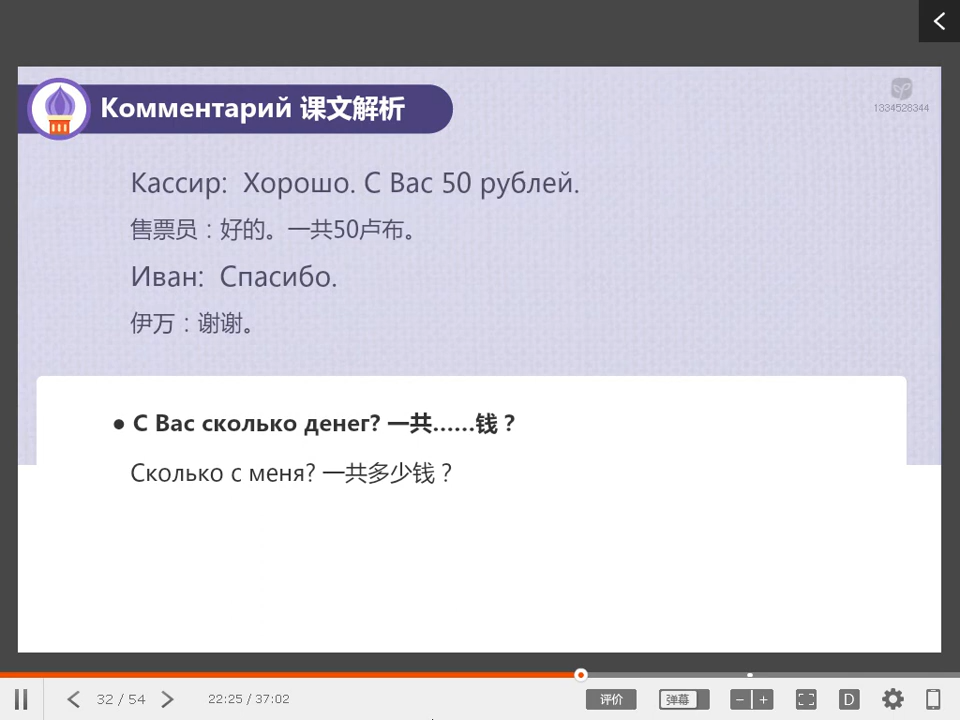 Комментарий 课文解析
1334528344
Кассир: Хорошо. С Вас 50 рублей.
售票员：好的。一共50卢布。
Иван: Спасибо.
伊万：谢谢。
● С Вас сколько денег? 一共……钱？
Сколько с меня? 一共多少钱？
32 / 54
22:25 / 37:02
评价
弹幕
D